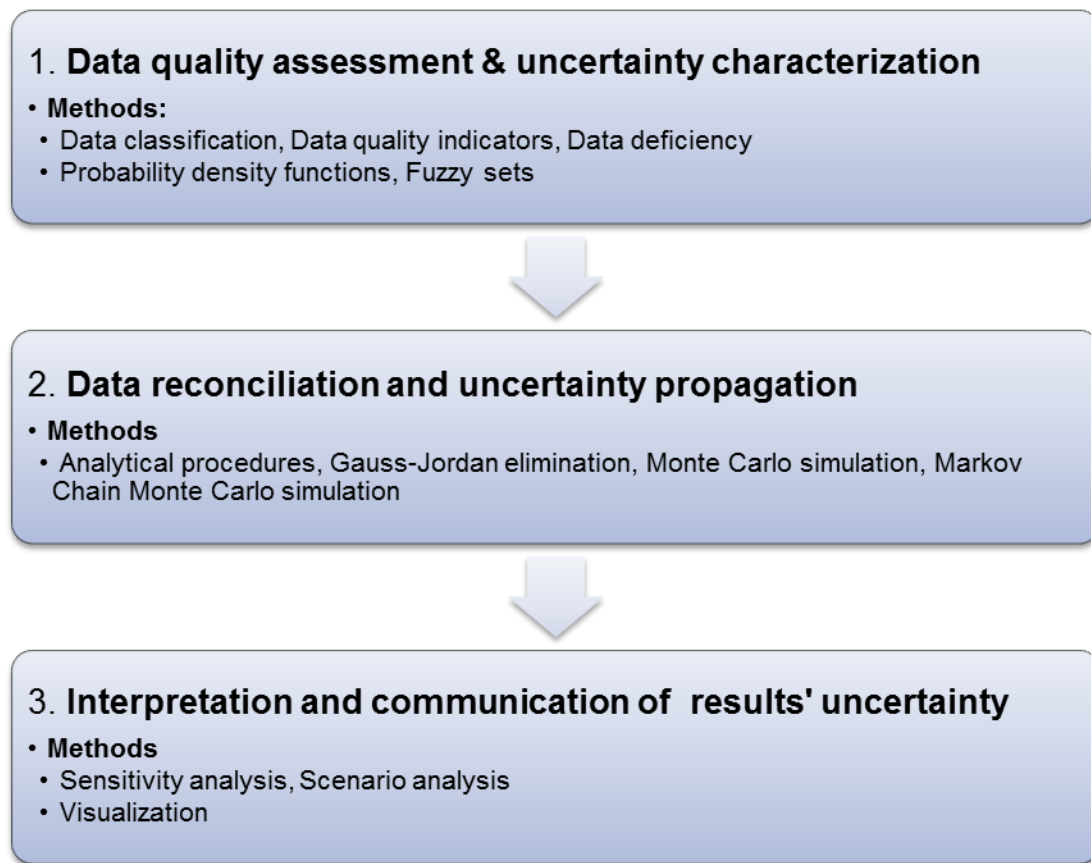 1. Data quality assessment & uncertainty characterization
• Methods:
• Data classification, Data quality indicators, Data deficiency
• Probability density functions, Fuzzy sets
2. Data reconciliation and uncertainty propagation
• Methods
• Analytical procedures, Gauss-Jordan elimination, Monte Carlo simulation, Markov
Chain Monte Carlo simulation
3. Interpretation and communication of results' uncertainty
• Methods
• Sensitivity analysis, Scenario analysis
• Visualization